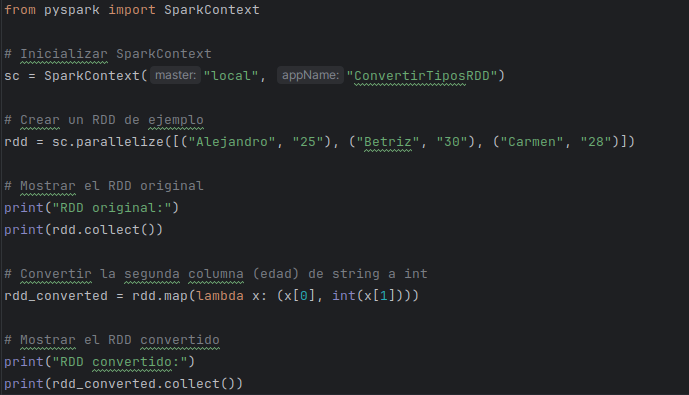 from pyspark import SparkContext
# Inicializar SparkContext
sc = SparkContext( master: "local", appName: "ConvertirTiposRDD")
# Crear un RDD de ejemplo
rdd = sc.parallelize([("Alejandro", "25"), ("Betriz", "30"), ("Carmen", "28")])
# Mostrar el RDD original
print("RDD original:")
print(rdd.collect())
# Convertir la segunda columna (edad) de string a int
rdd_converted = rdd.map(lambda x: (x[0], int(x[1])))
# Mostrar el RDD convertido
print("RDD convertido:")
print(rdd_converted.collect())